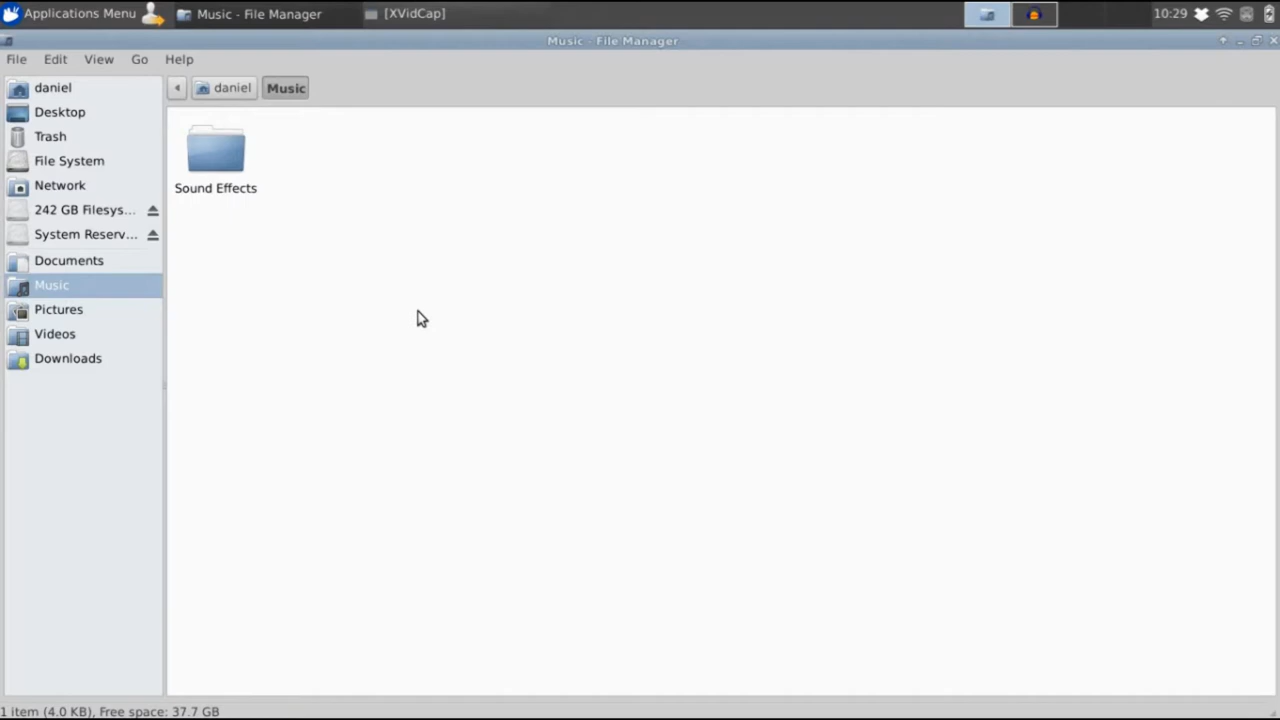 Applications Menu Music - File Manager [XVidCap] 10:29
Music - File Manager
File Edit View Go Help
daniel Music
daniel
Desktop
Trash
File System
Network
242 GB Filesys...
System Reserv...
Documents
Music
Pictures
Videos
Downloads
Sound Effects
1 item (4.0 KB), Free space: 37.7 GB